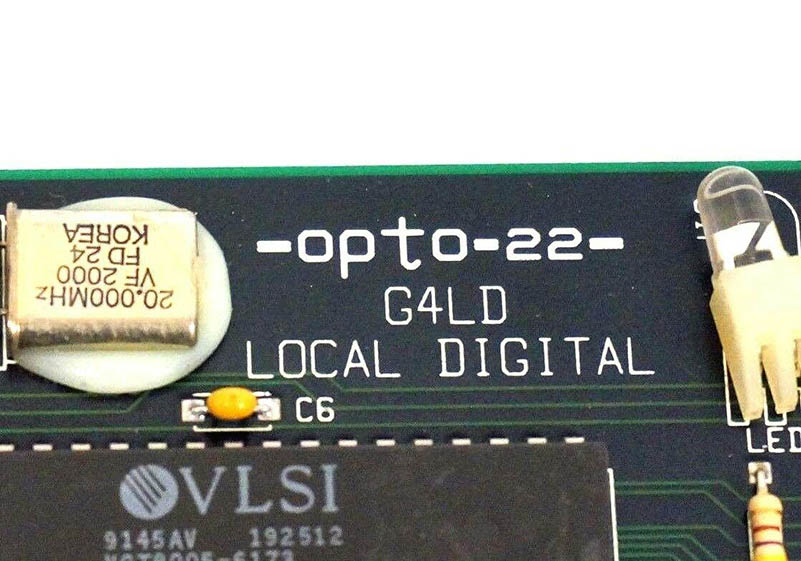 20.000MHz
VF 2000
FD 24
KOREA
-opto-22-
G4LD
LOCAL DIGITAL
C6
LED
VLSI
9145AV 192512